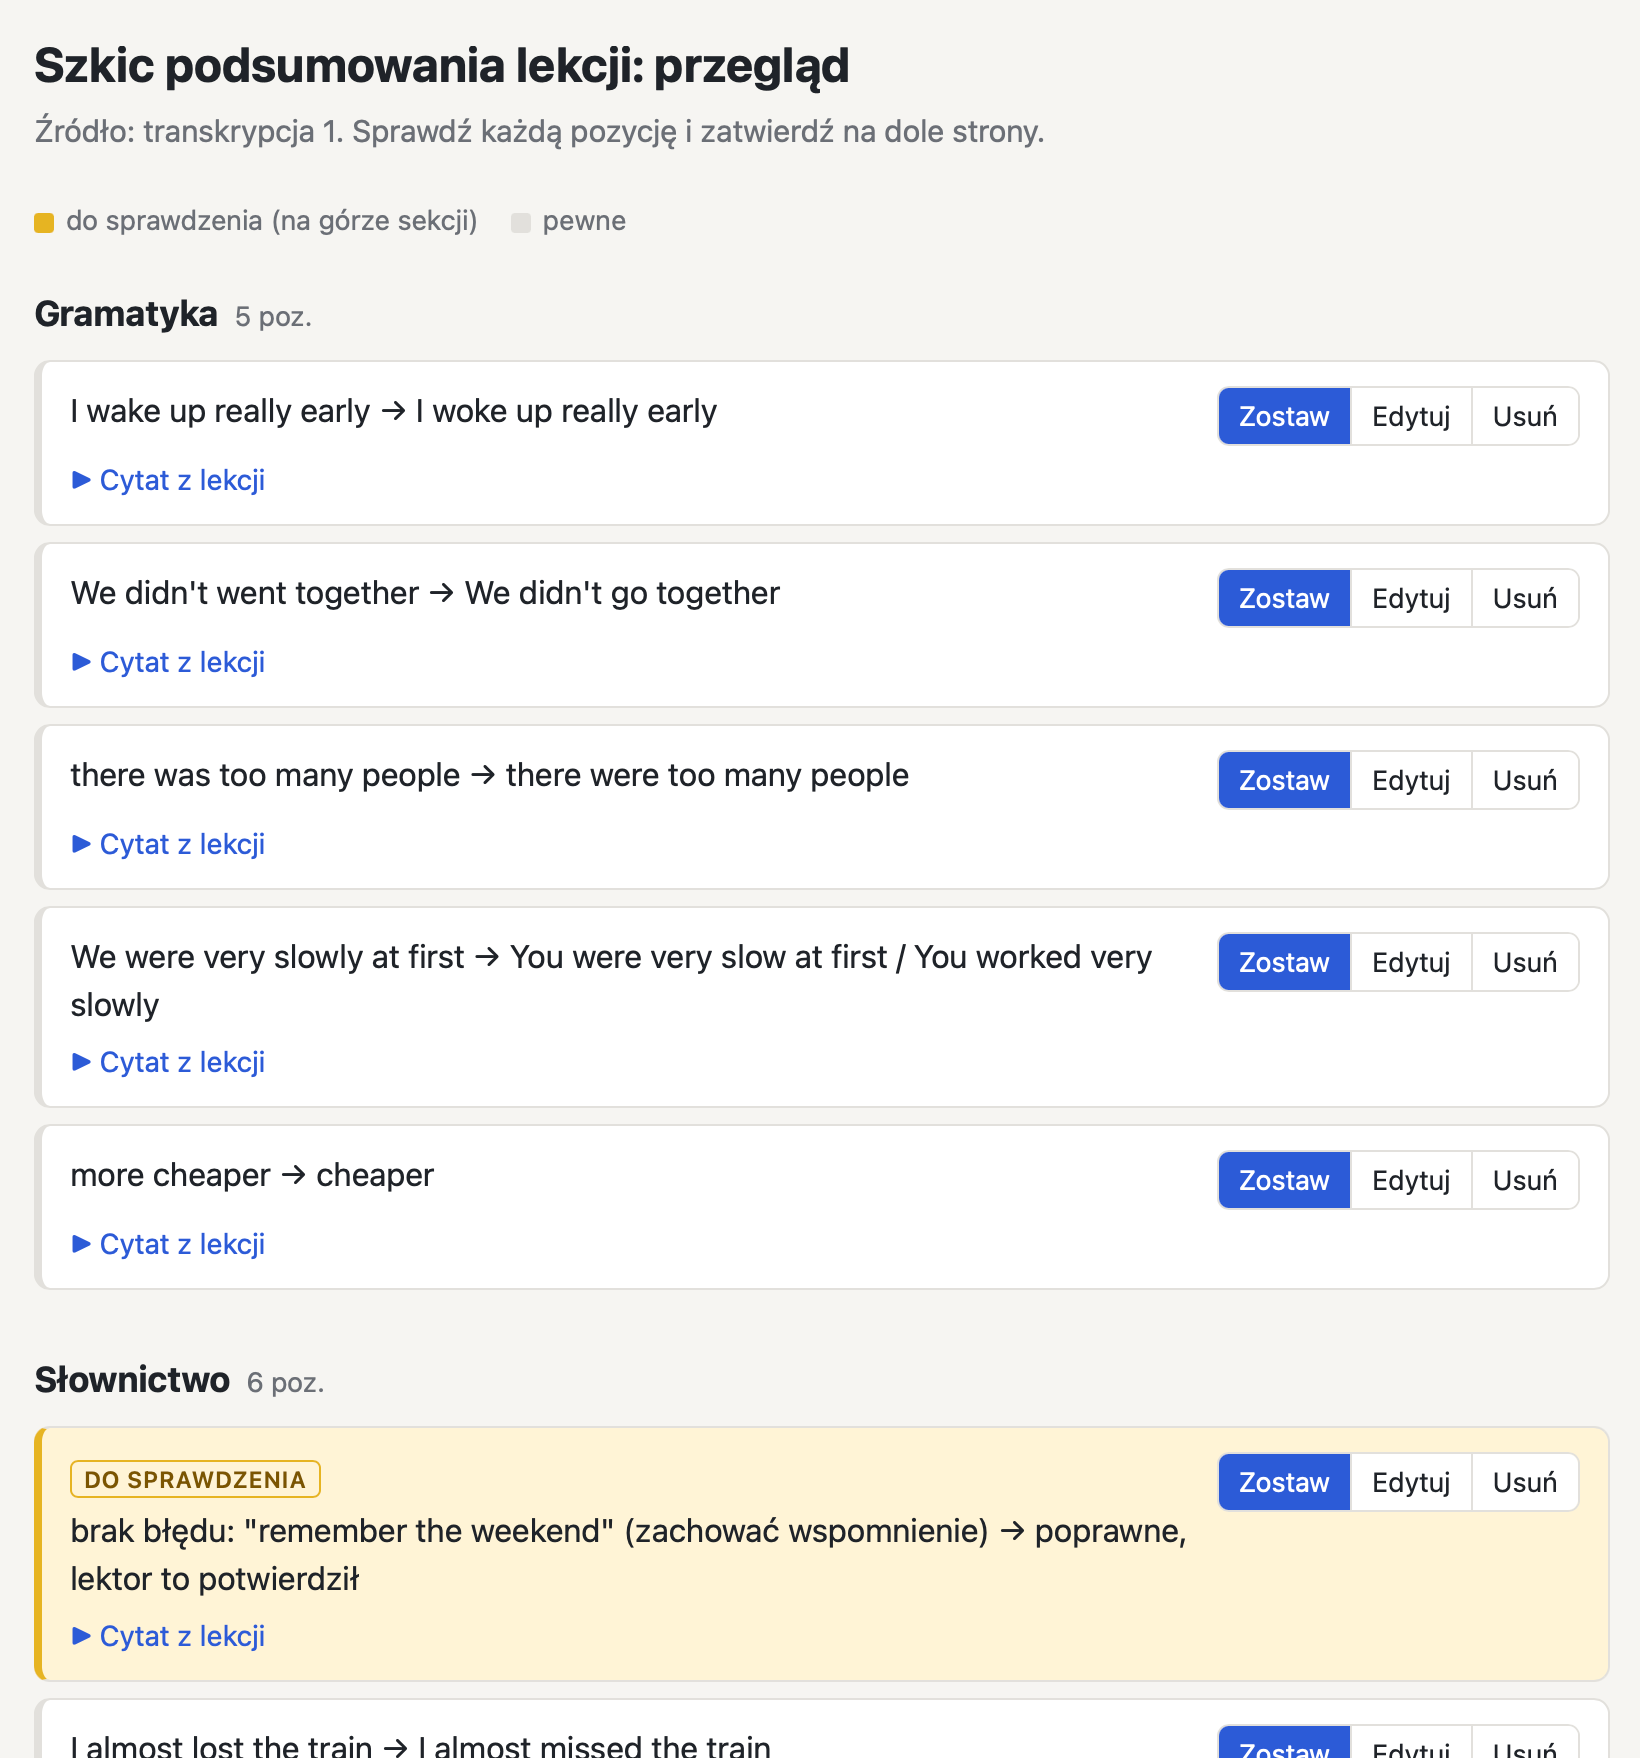 Szkic podsumowania lekcji: przegląd
Źródło: transkrypcja 1. Sprawdź każdą pozycję i zatwierdź na dole strony.
do sprawdzenia (na górze sekcji) pewne
Gramatyka 5 poz.
I wake up really early → I woke up really early
Zostaw Edytuj Usuń
▶ Cytat z lekcji
We didn't went together → We didn't go together
Zostaw Edytuj Usuń
▶ Cytat z lekcji
there was too many people → there were too many people
Zostaw Edytuj Usuń
▶ Cytat z lekcji
We were very slowly at first → You were very slow at first / You worked very
slowly
Zostaw Edytuj Usuń
▶ Cytat z lekcji
more cheaper → cheaper
Zostaw Edytuj Usuń
▶ Cytat z lekcji
Słownictwo 6 poz.
DO SPRAWDZENIA
Zostaw Edytuj Usuń
brak błędu: "remember the weekend" (zachować wspomnienie) → poprawne,
lektor to potwierdził
▶ Cytat z lekcji
I almost lost the train → I almost missed the train
Zostaw Edytuj Usuń